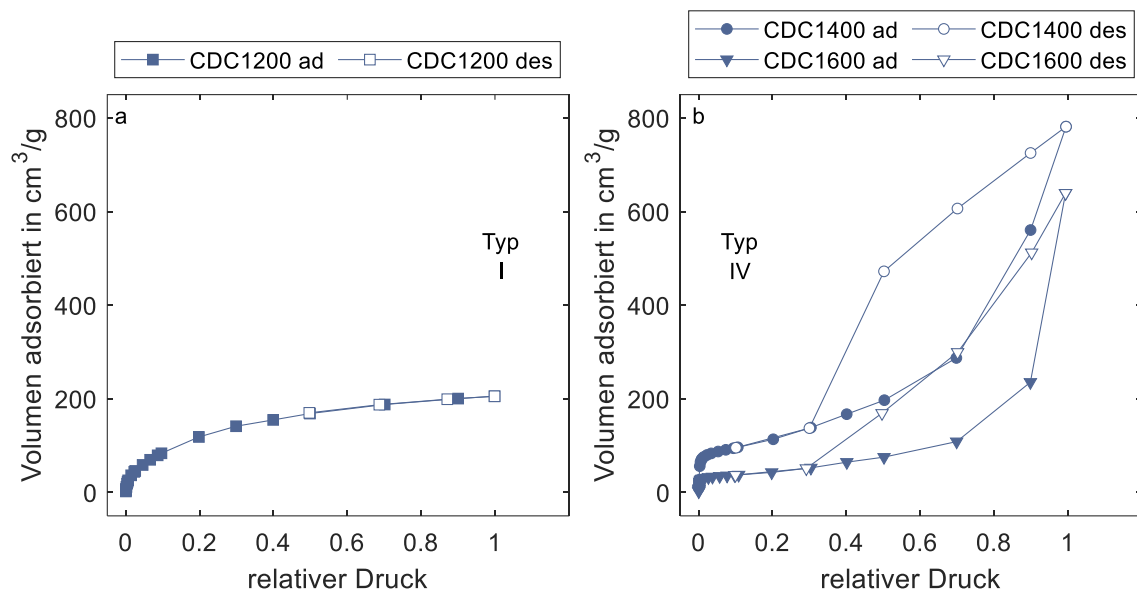 CDC1200 ad CDC1200 des
a
Volumen adsorbiert in cm³/g
800
600
400
200
0
Typ
I
0 0.2 0.4 0.6 0.8 1
relativer Druck
CDC1400 ad CDC1400 des
CDC1600 ad CDC1600 des
b
Volumen adsorbiert in cm³/g
800
600
400
200
0
Typ
IV
0 0.2 0.4 0.6 0.8 1
relativer Druck